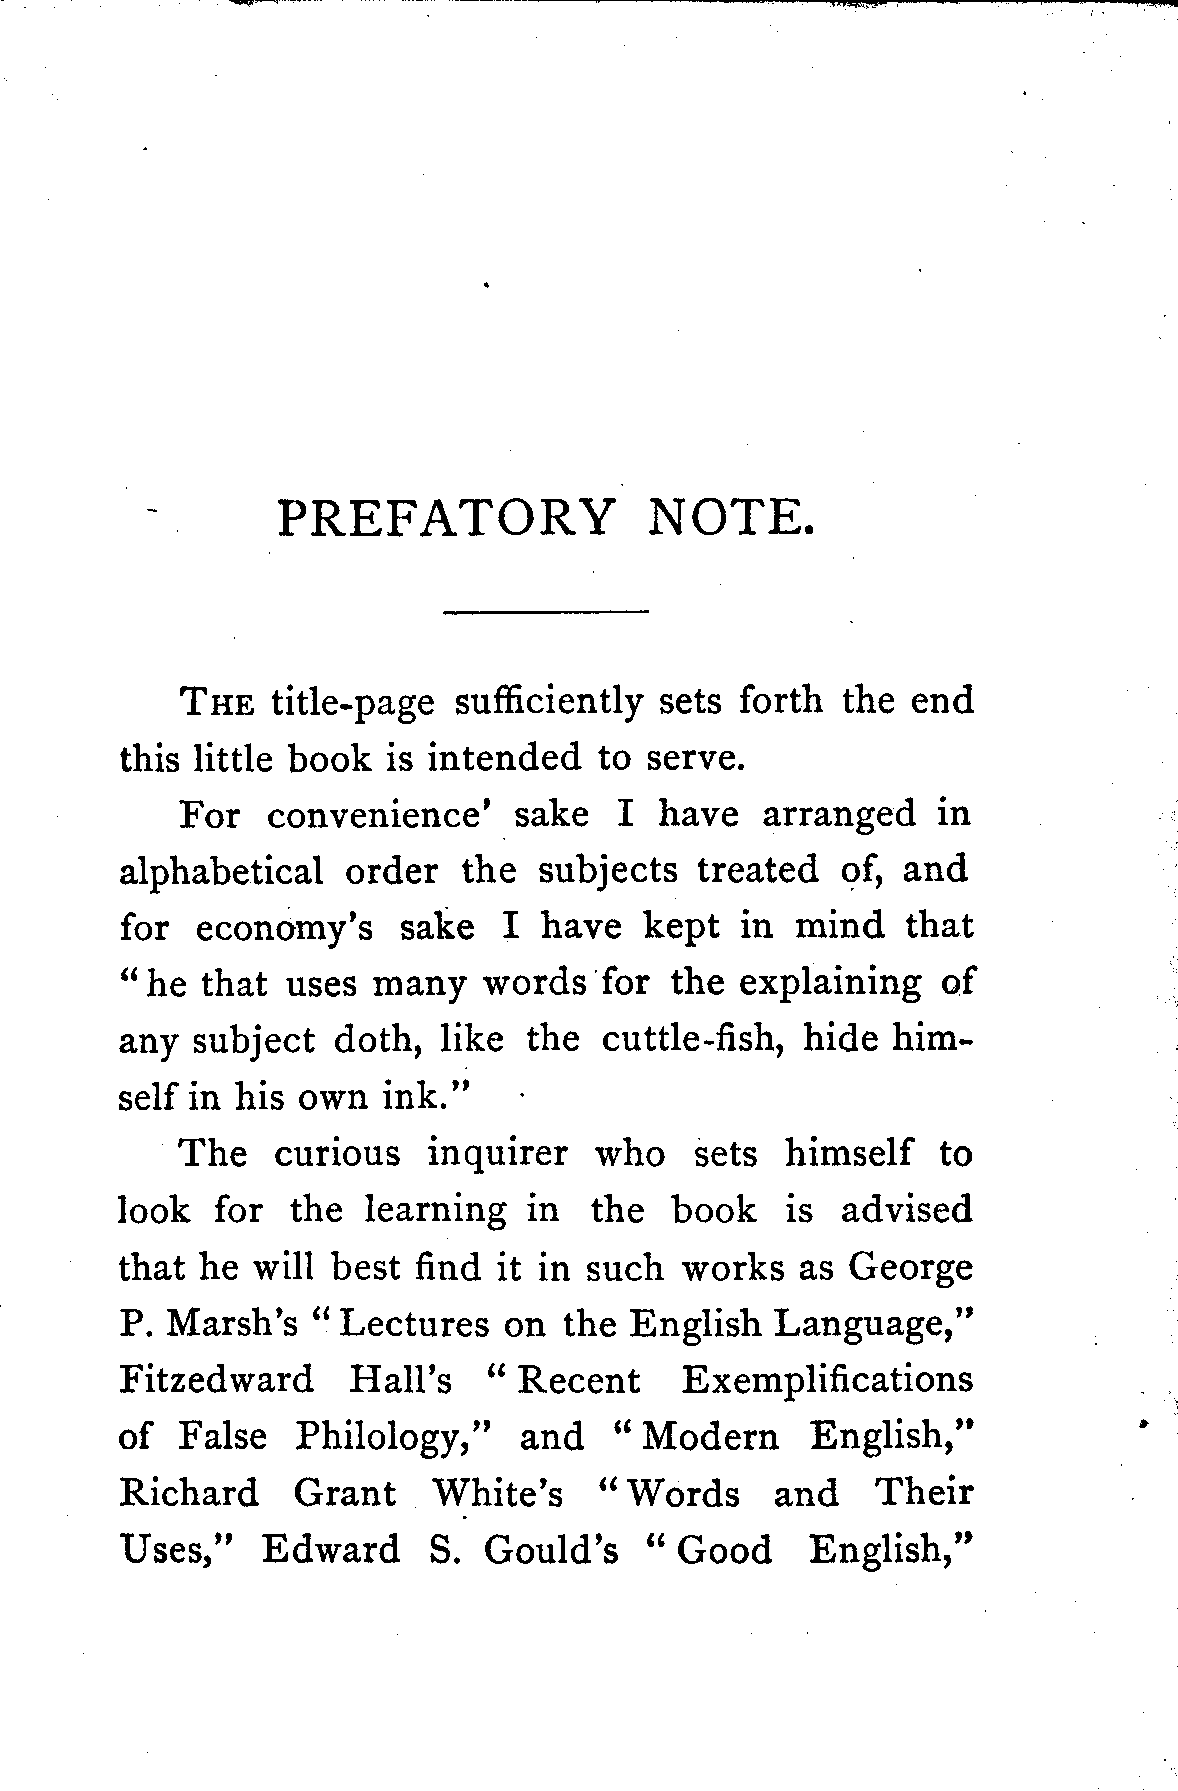 PREFATORY NOTE.
THE title-page sufficiently sets forth the end
this little book is intended to serve.
For convenience' sake I have arranged in
alphabetical order the subjects treated of, and
for economy's sake I have kept in mind that
“he that uses many words for the explaining of
any subject doth, like the cuttle-fish, hide him-
self in his own ink.”
The curious inquirer who sets himself to
look for the learning in the book is advised
that he will best find it in such works as George
P. Marsh's “Lectures on the English Language,”
Fitzedward Hall's “Recent Exemplifications
of False Philology,” and “Modern English,”
Richard Grant White's “Words and Their
Uses,” Edward S. Gould's “Good English,”